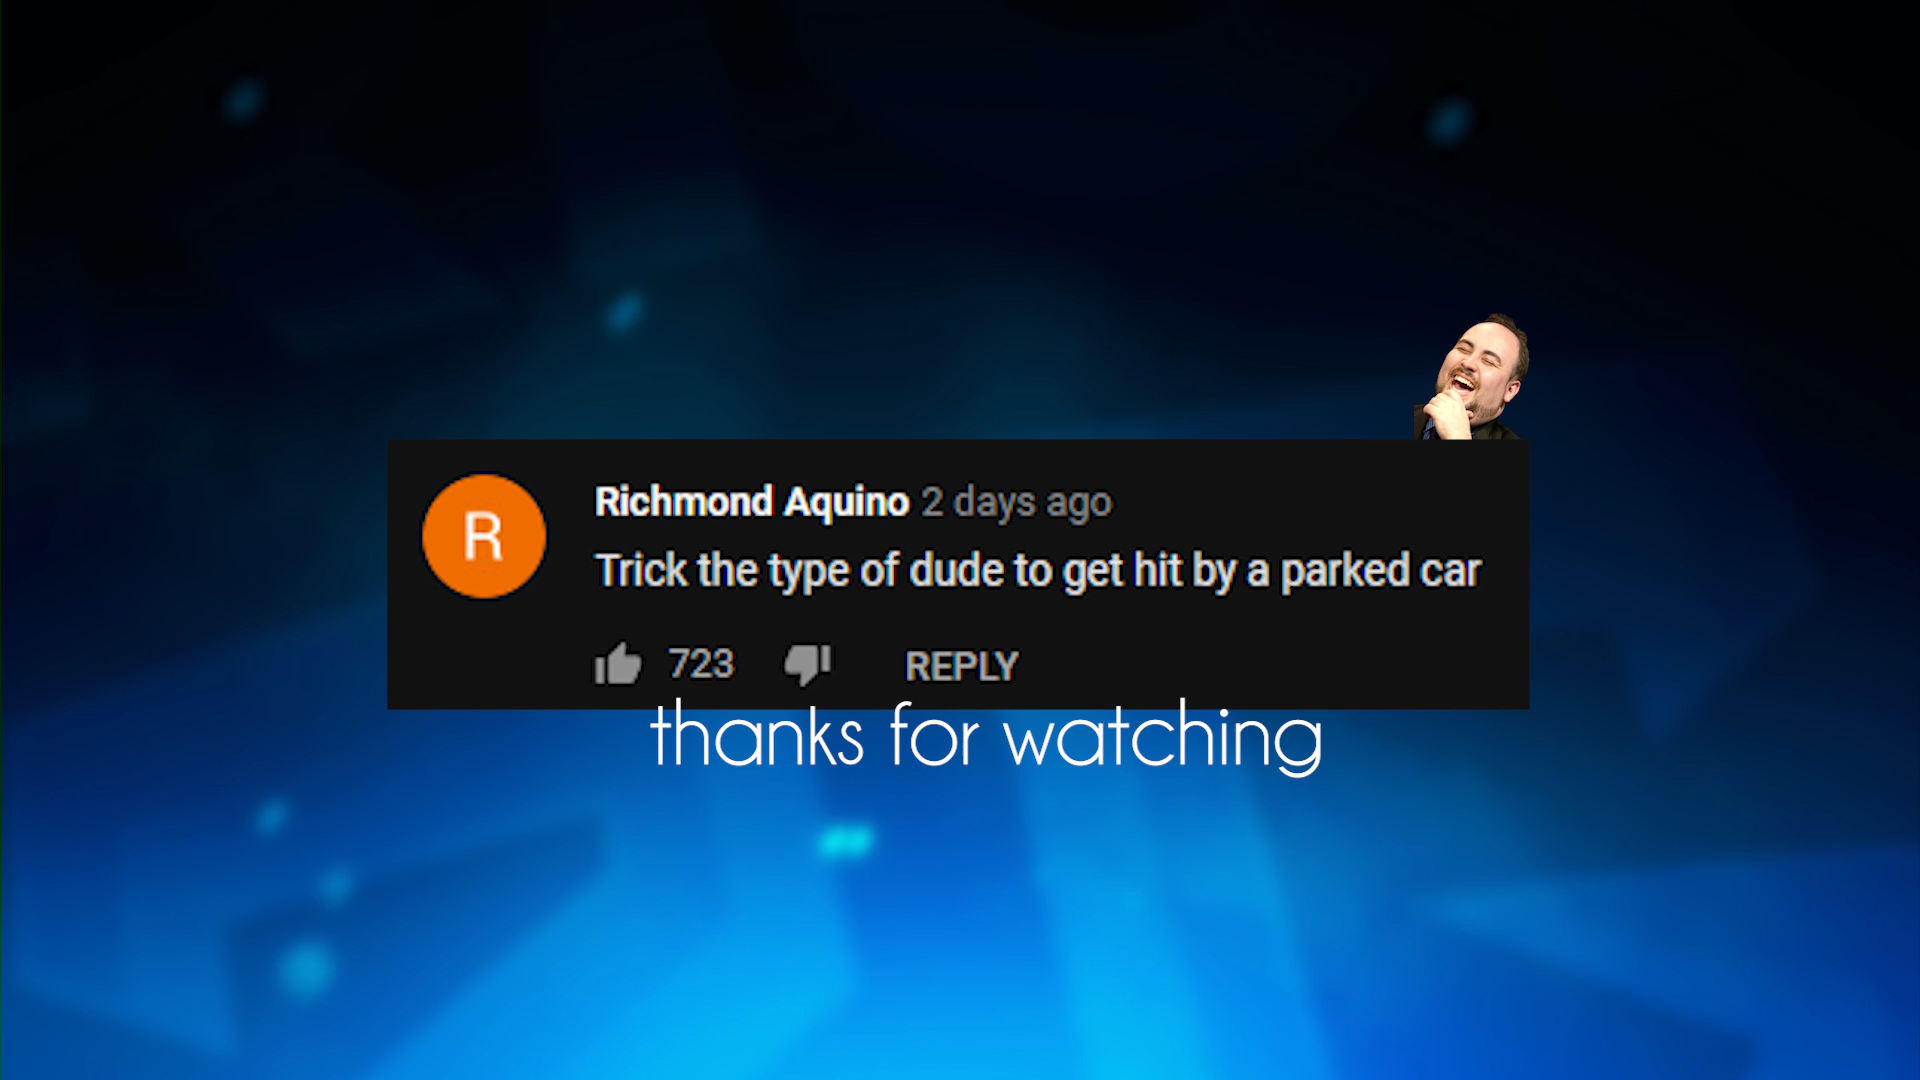 R
Richmond Aquino 2 days ago
Trick the type of dude to get hit by a parked car
723 REPLY
thanks for watching